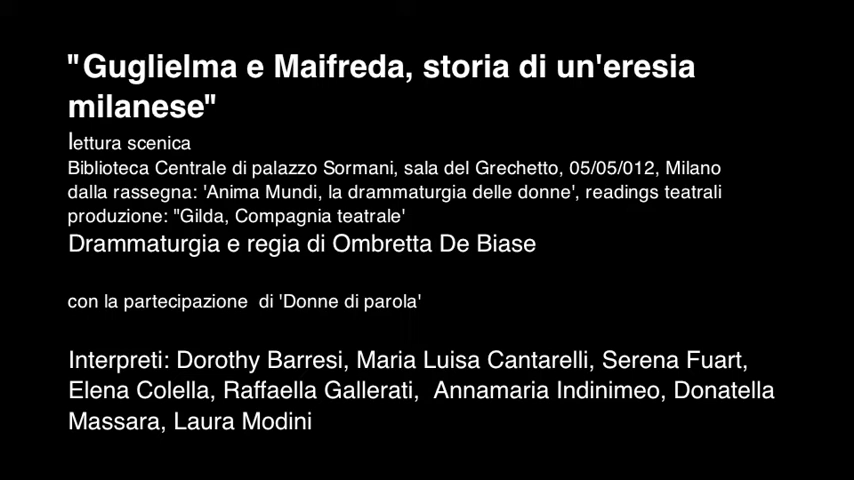 "Guglielma e Maifreda, storia di un'eresia
milanese"
lettura scenica
Biblioteca Centrale di palazzo Sormani, sala del Grechetto, 05/05/012, Milano
dalla rassegna: 'Anima Mundi, la drammaturgia delle donne', readings teatrali
produzione: "Gilda, Compagnia teatrale'
Drammaturgia e regia di Ombretta De Biase
con la partecipazione  di 'Donne di parola'
Interpreti: Dorothy Barresi, Maria Luisa Cantarelli, Serena Fuart,
Elena Colella, Raffaella Gallerati,  Annamaria Indinimeo, Donatella
Massara, Laura Modini